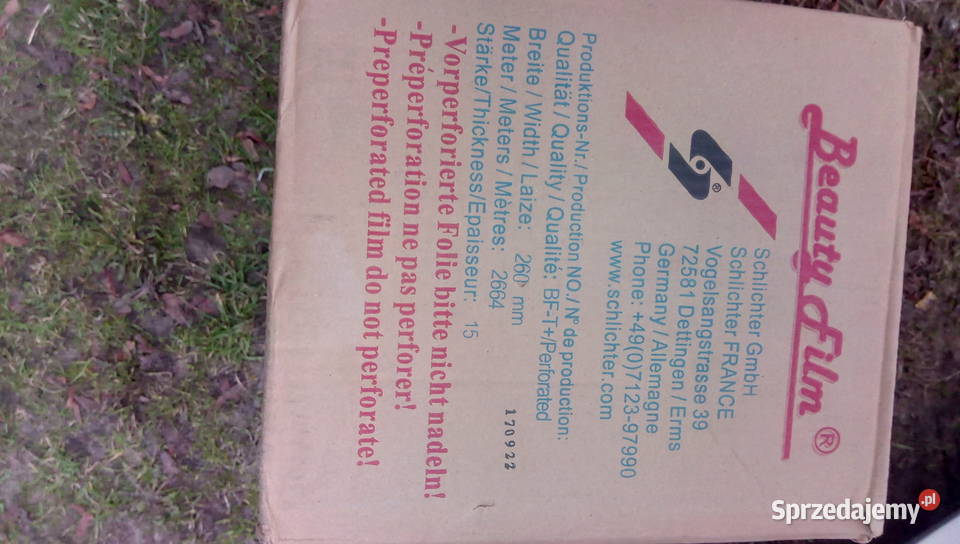 Beauty Film®
®
Schlichter GmbH
Schlichter FRANCE
Vogelsangstrasse 39
72581 Dettingen / Erms
Germany / Allemagne
Phone: +49(0)7123-97990
www.schlichter.com
Produktions-Nr./ Production NO./ N° de production:
Qualität / Quality / Qualité: BF-T+/Perforated
Breite / Width / Laize: 260 mm
Meter / Meters / Mètres: 2664
Stärke/Thickness/Epaisseur: 15
170922
-Vorperforierte Folie bitte nicht nadeln!
-Préperforation ne pas perforer!
-Preperforated film do not perforate!
Sprzedajemy.pl